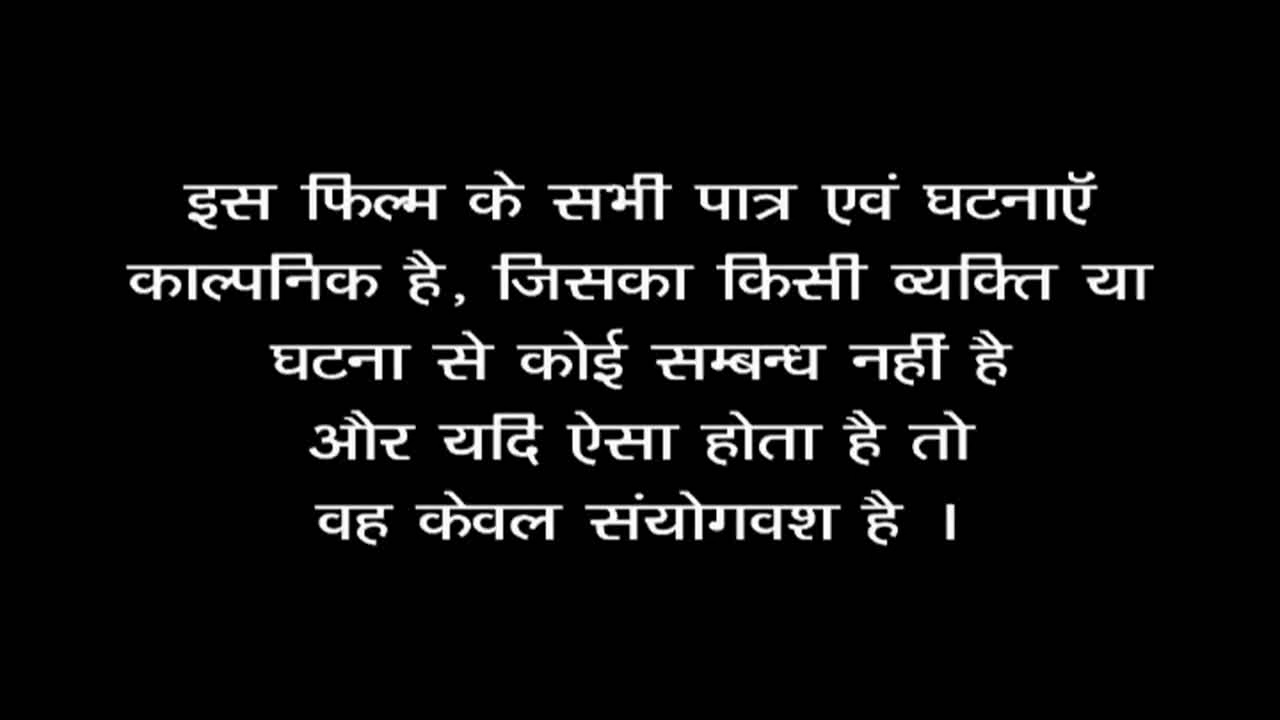 इस फिल्म के सभी पात्र एवं घटनाऍ
काल्पनिक है, जिसका किसी व्यक्ति या
घटना से कोई सम्बन्ध नहीं है
और यदि ऐसा होता है तो
वह केवल संयोगवश है ।